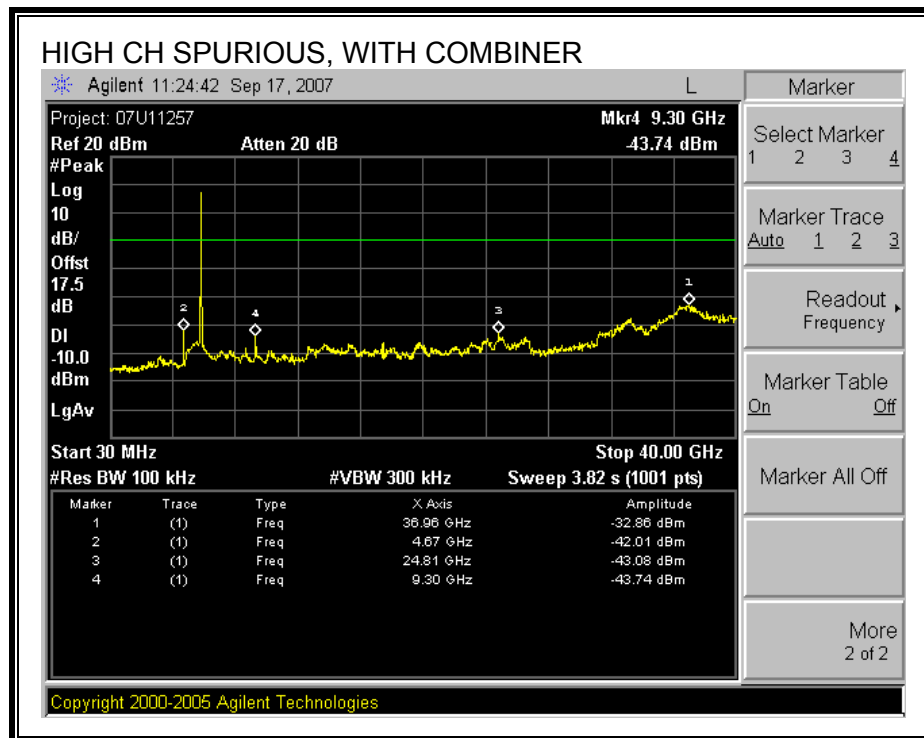 HIGH CH SPURIOUS, WITH COMBINER
Agilent 11:24:42 Sep 17, 2007 L
Project: 07U11257 Mkr4 9.30 GHz
Ref 20 dBm Atten 20 dB -43.74 dBm
#Peak
Log
10
dB/
Offst
17.5
dB
DI
-10.0
dBm
LgAv
1
2
3
4
Start 30 MHz Stop 40.00 GHz
#Res BW 100 kHz #VBW 300 kHz Sweep 3.82 s (1001 pts)
Marker Trace Type X Axis Amplitude
1 (1) Freq 36.96 GHz -32.86 dBm
2 (1) Freq 4.67 GHz -42.01 dBm
3 (1) Freq 24.81 GHz -43.08 dBm
4 (1) Freq 9.30 GHz -43.74 dBm
Marker
Select Marker
1 2 3 4
Marker Trace
Auto 1 2 3
Readout
Frequency
Marker Table
On Off
Marker All Off
More
2 of 2
Copyright 2000-2005 Agilent Technologies